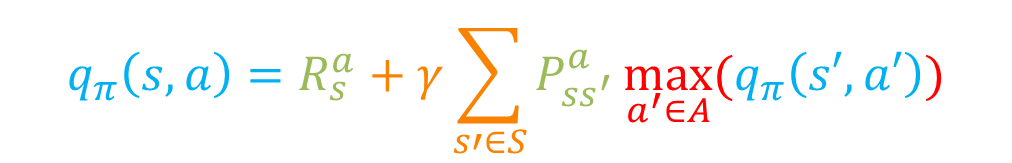 q_π(s, a) = R_s^a + γ ∑_{s′∈S} P_{ss′}^a max_{a′∈A}(q_π(s′, a′))